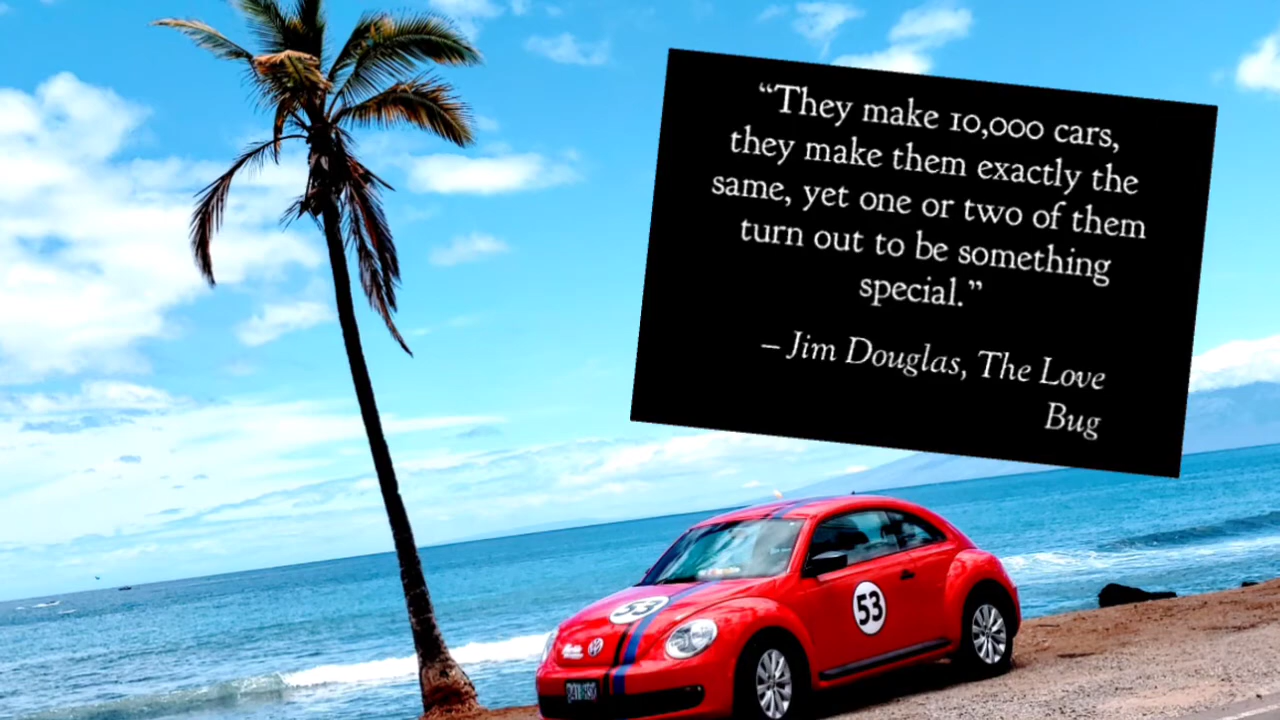 “They make 10,000 cars,
they make them exactly the
same, yet one or two of them
turn out to be something
special.”
– Jim Douglas, The Love
Bug
53
53